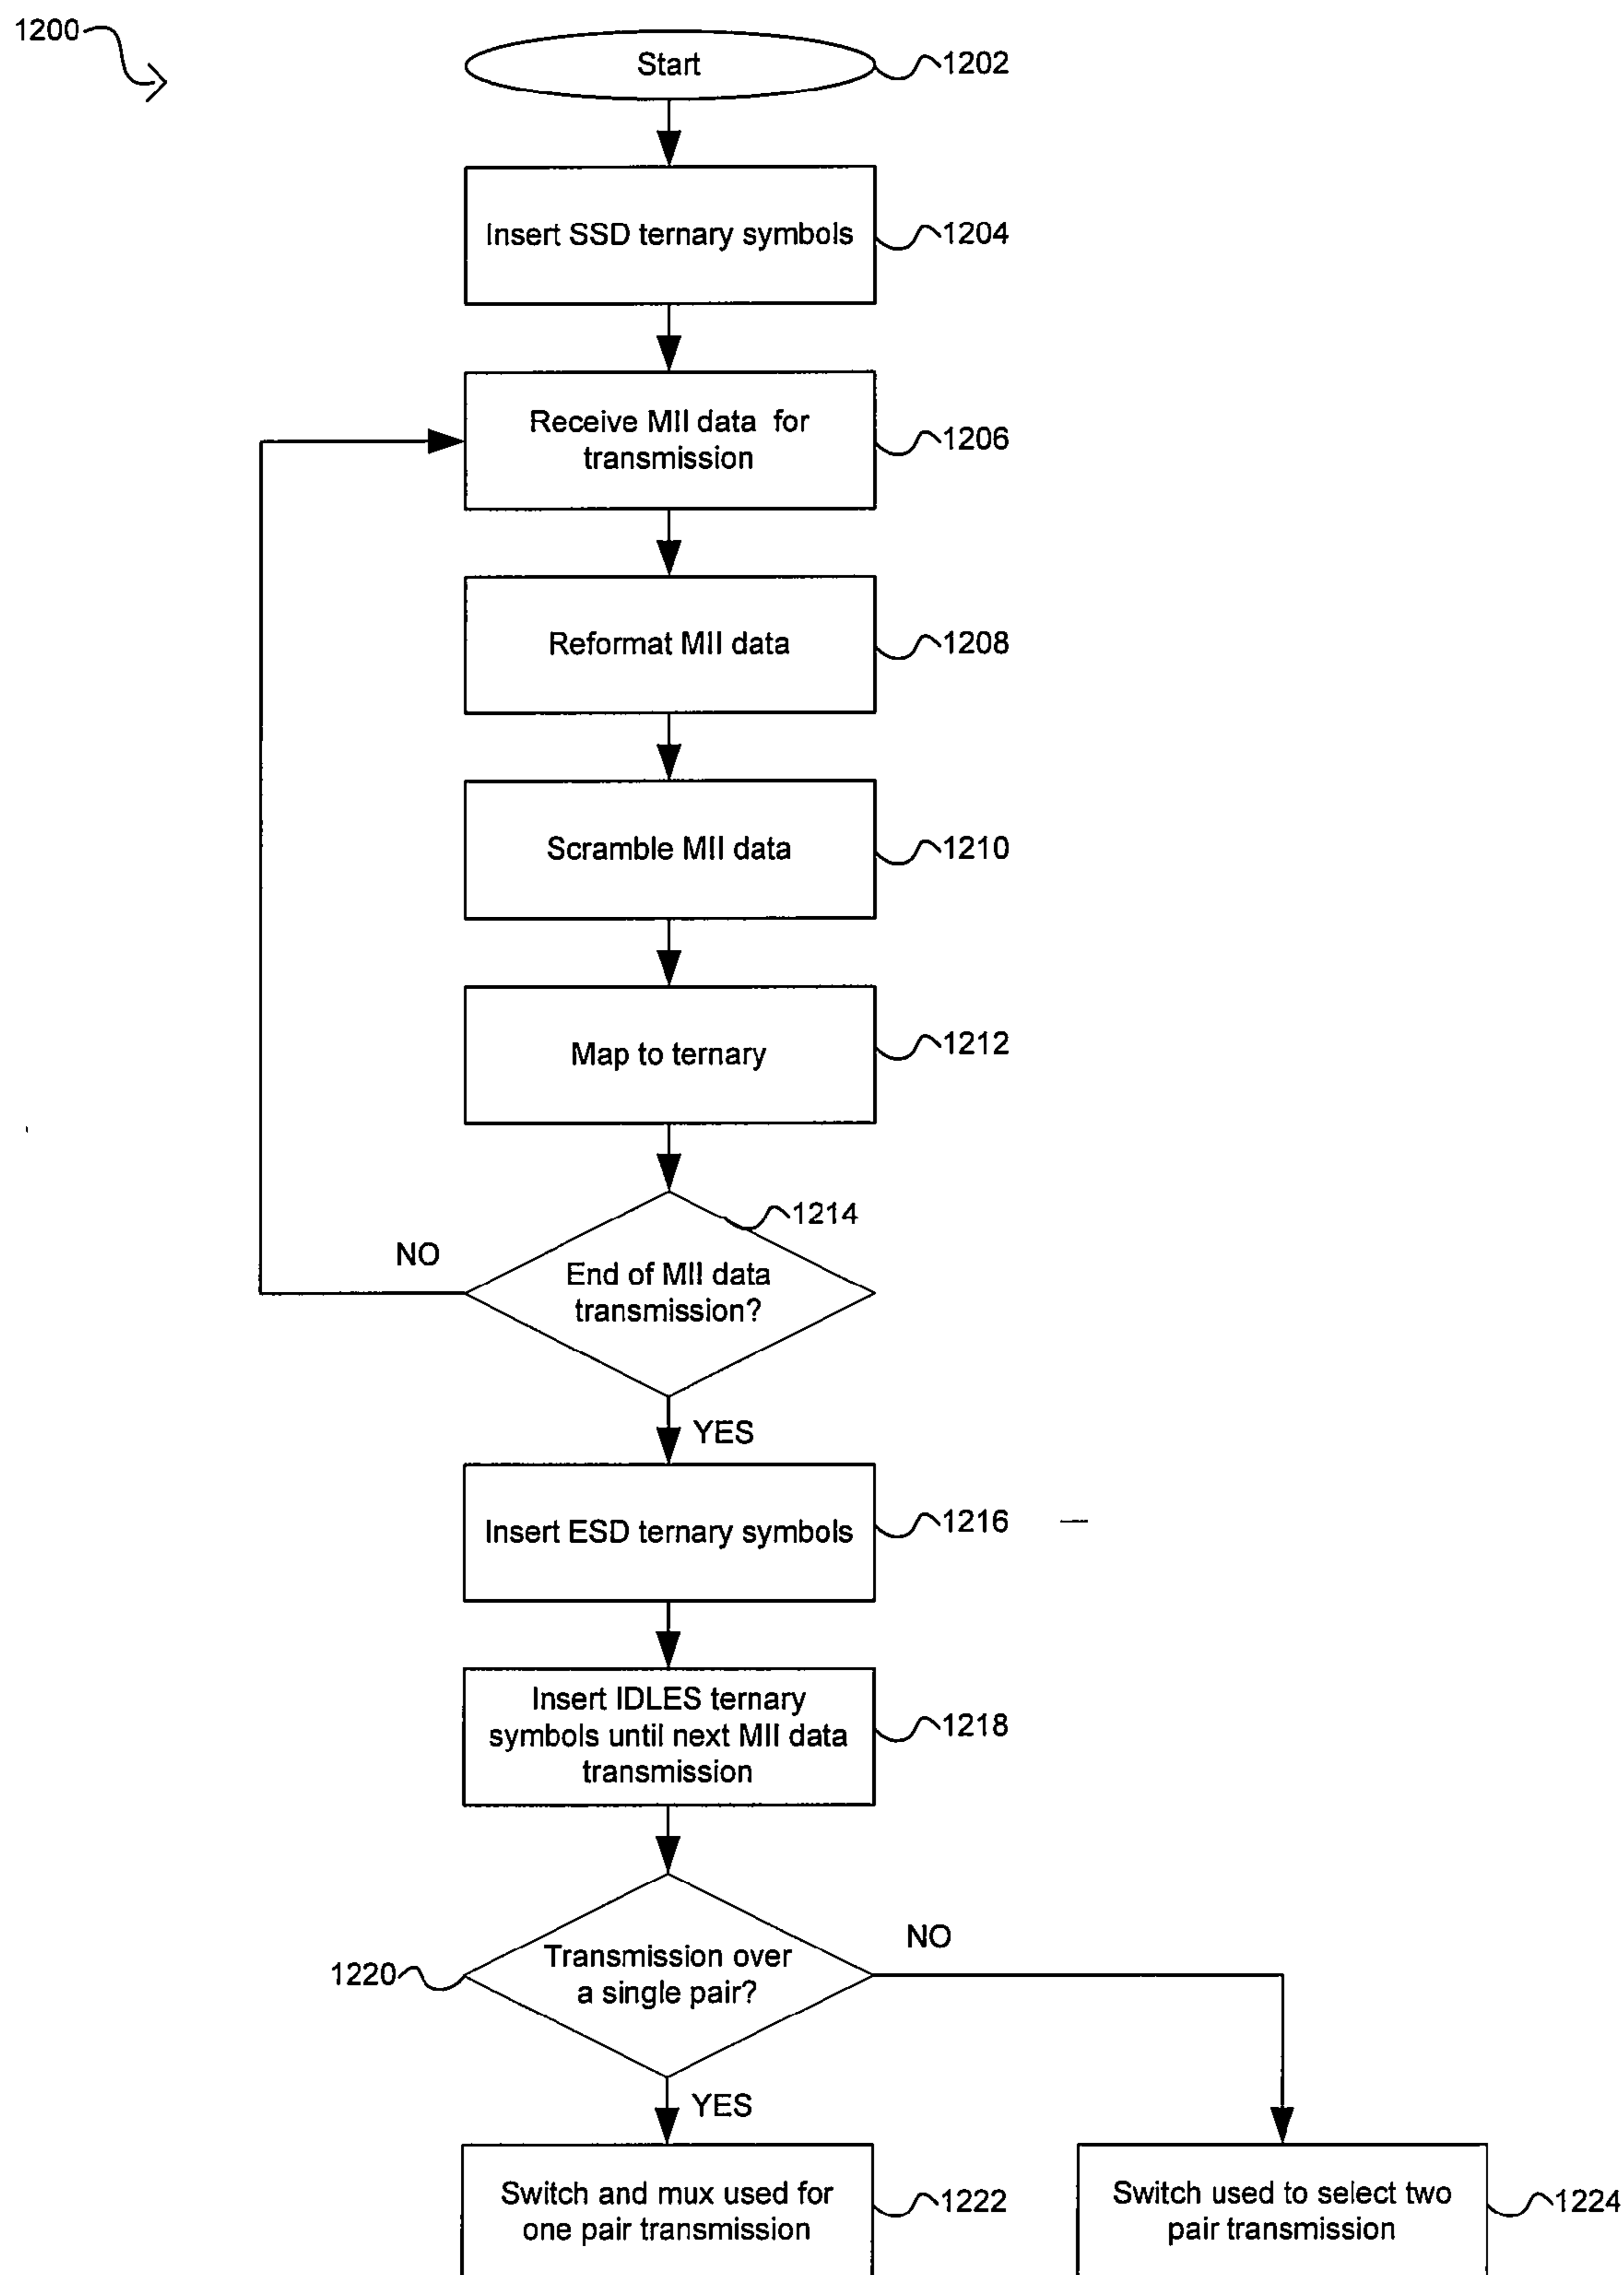 1200
Start
1202
Insert SSD ternary symbols
1204
Receive MII data for
transmission
1206
Reformat MII data
1208
Scramble MII data
1210
Map to ternary
1212
1214
End of MII data
transmission?
NO
YES
Insert ESD ternary symbols
1216
Insert IDLES ternary
symbols until next MII data
transmission
1218
1220
Transmission over
a single pair?
NO
YES
Switch and mux used for
one pair transmission
1222
Switch used to select two
pair transmission
1224